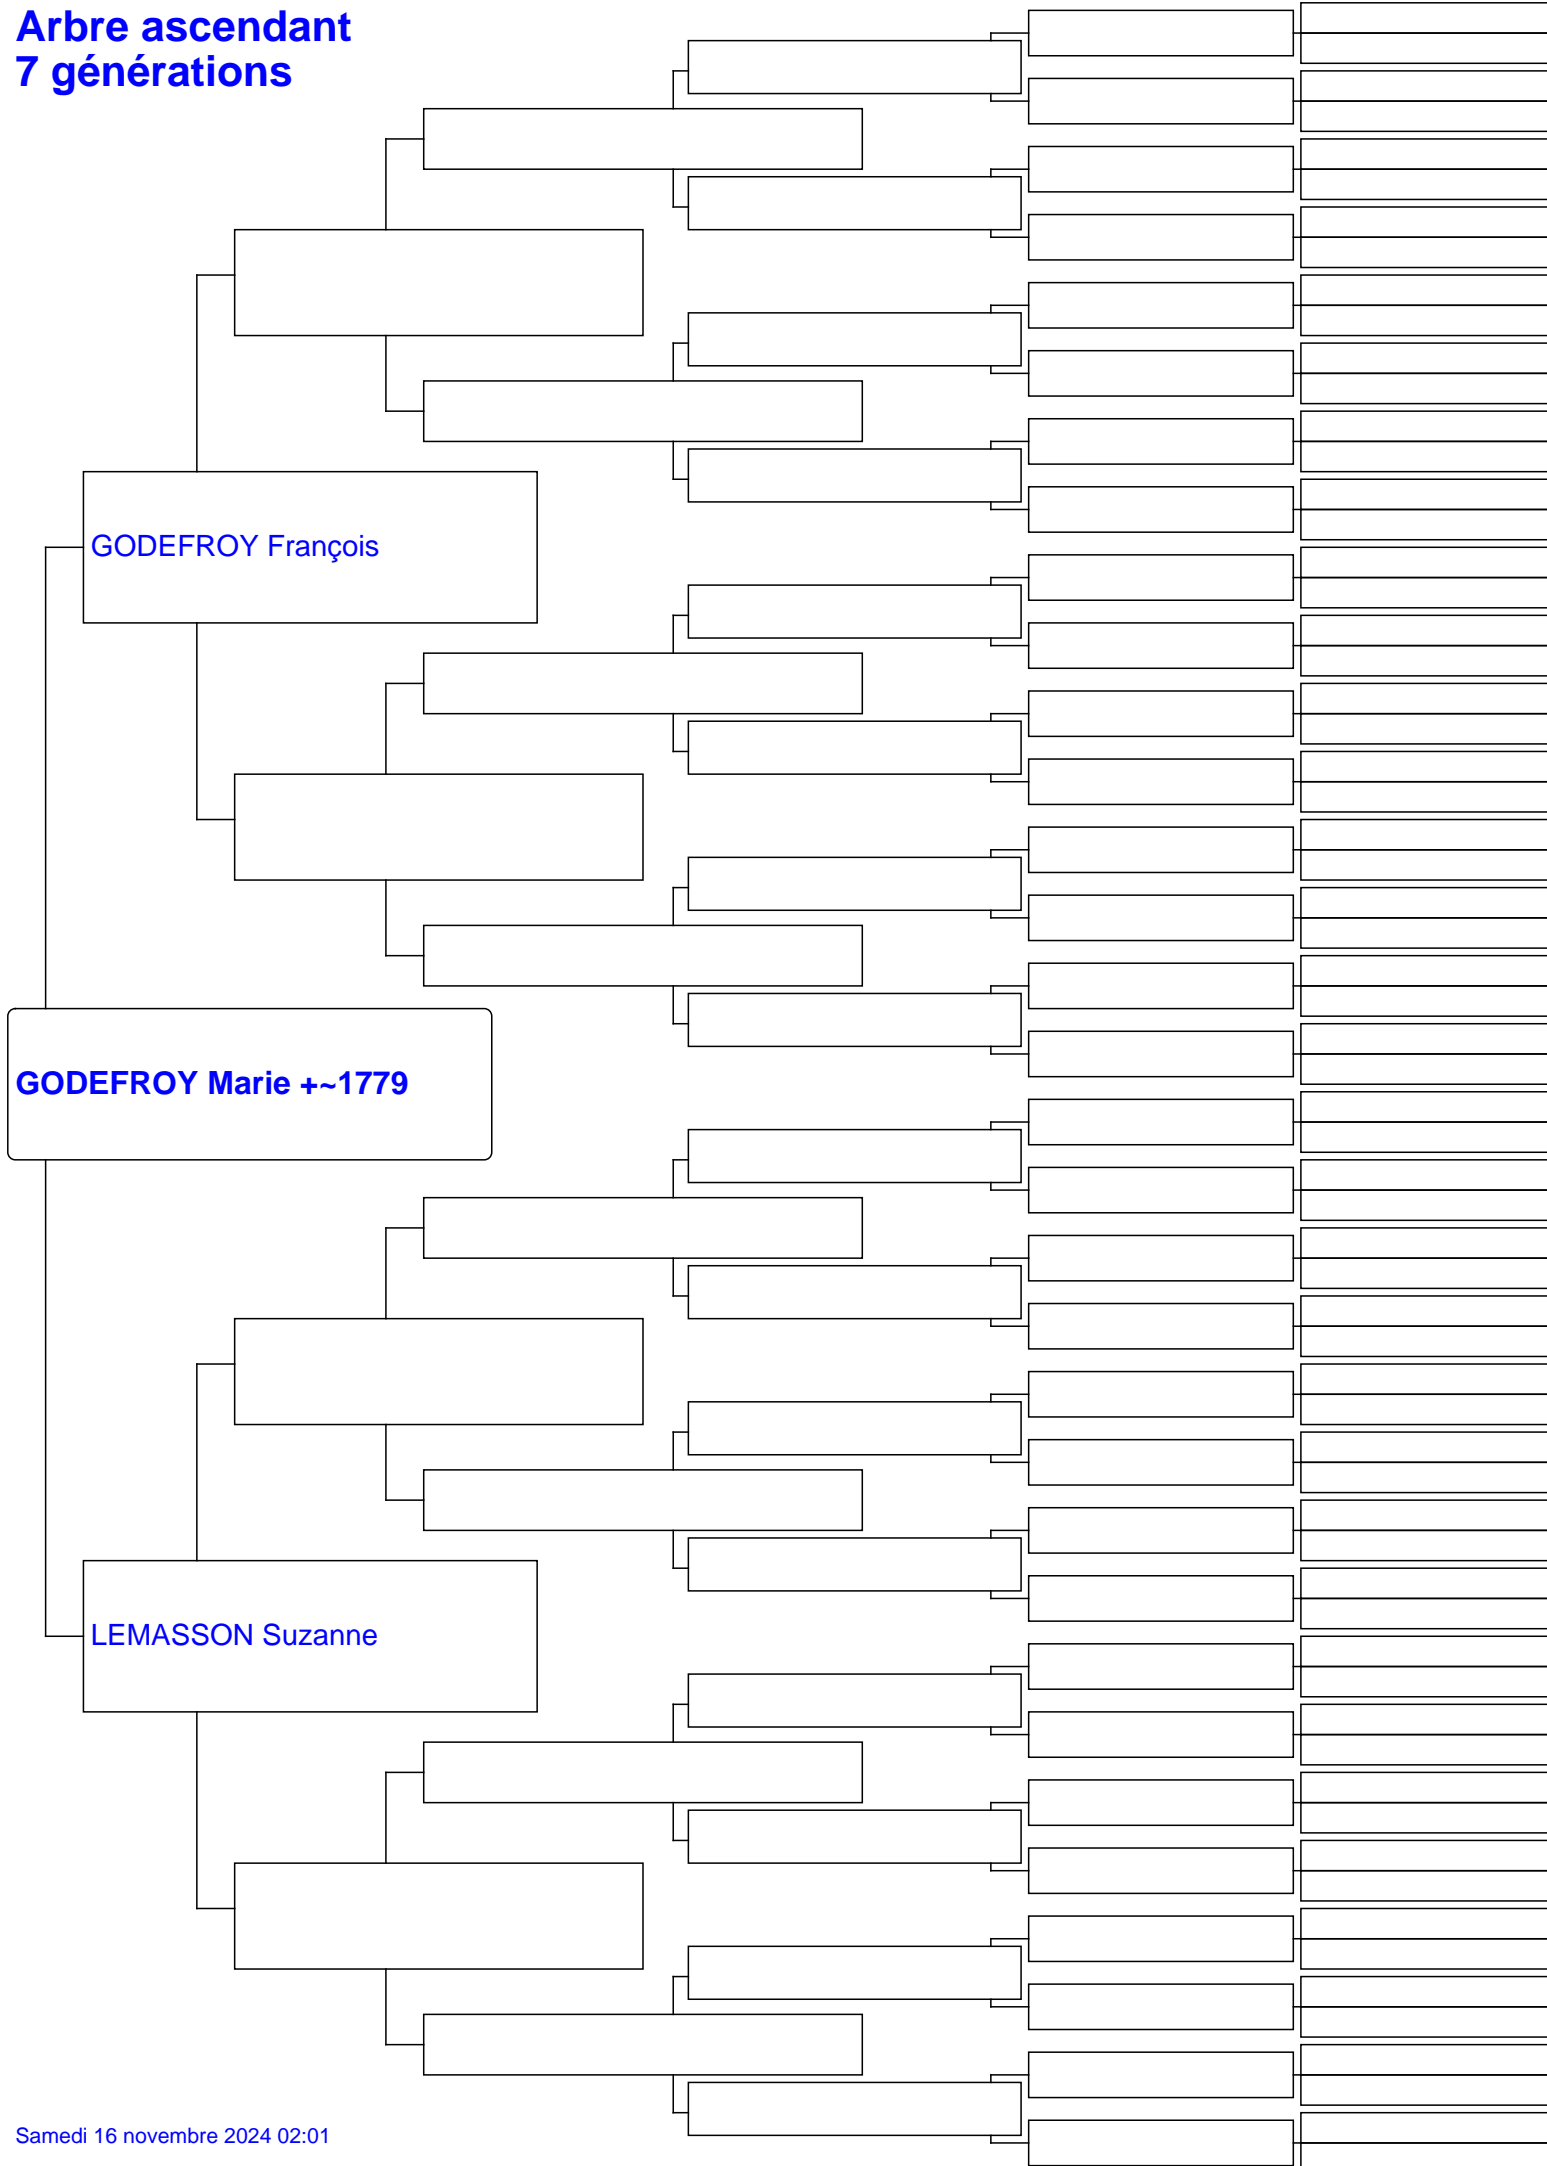 Arbre ascendant
7 générations
GODEFROY François
GODEFROY Marie +~1779
LEMASSON Suzanne
Samedi 16 novembre 2024 02:01